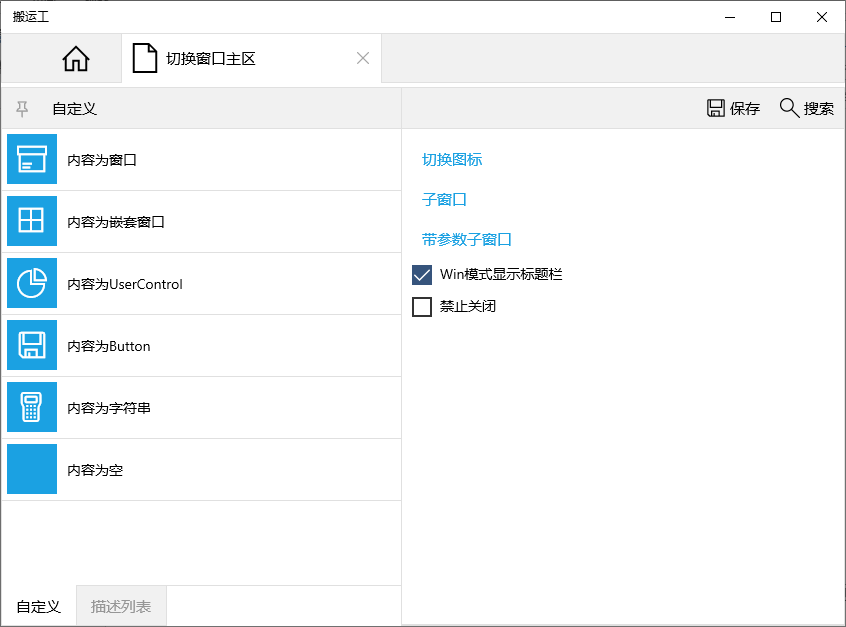 搬运工
切换窗口主区
自定义
保存
搜索
内容为窗口
内容为嵌套窗口
内容为UserControl
内容为Button
内容为字符串
内容为空
切换图标
子窗口
带参数子窗口
Win模式显示标题栏
禁止关闭
自定义
描述列表